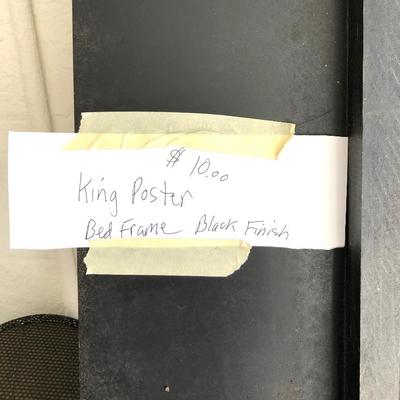 $ 10.00
King Poster
Bed Frame Black Finish